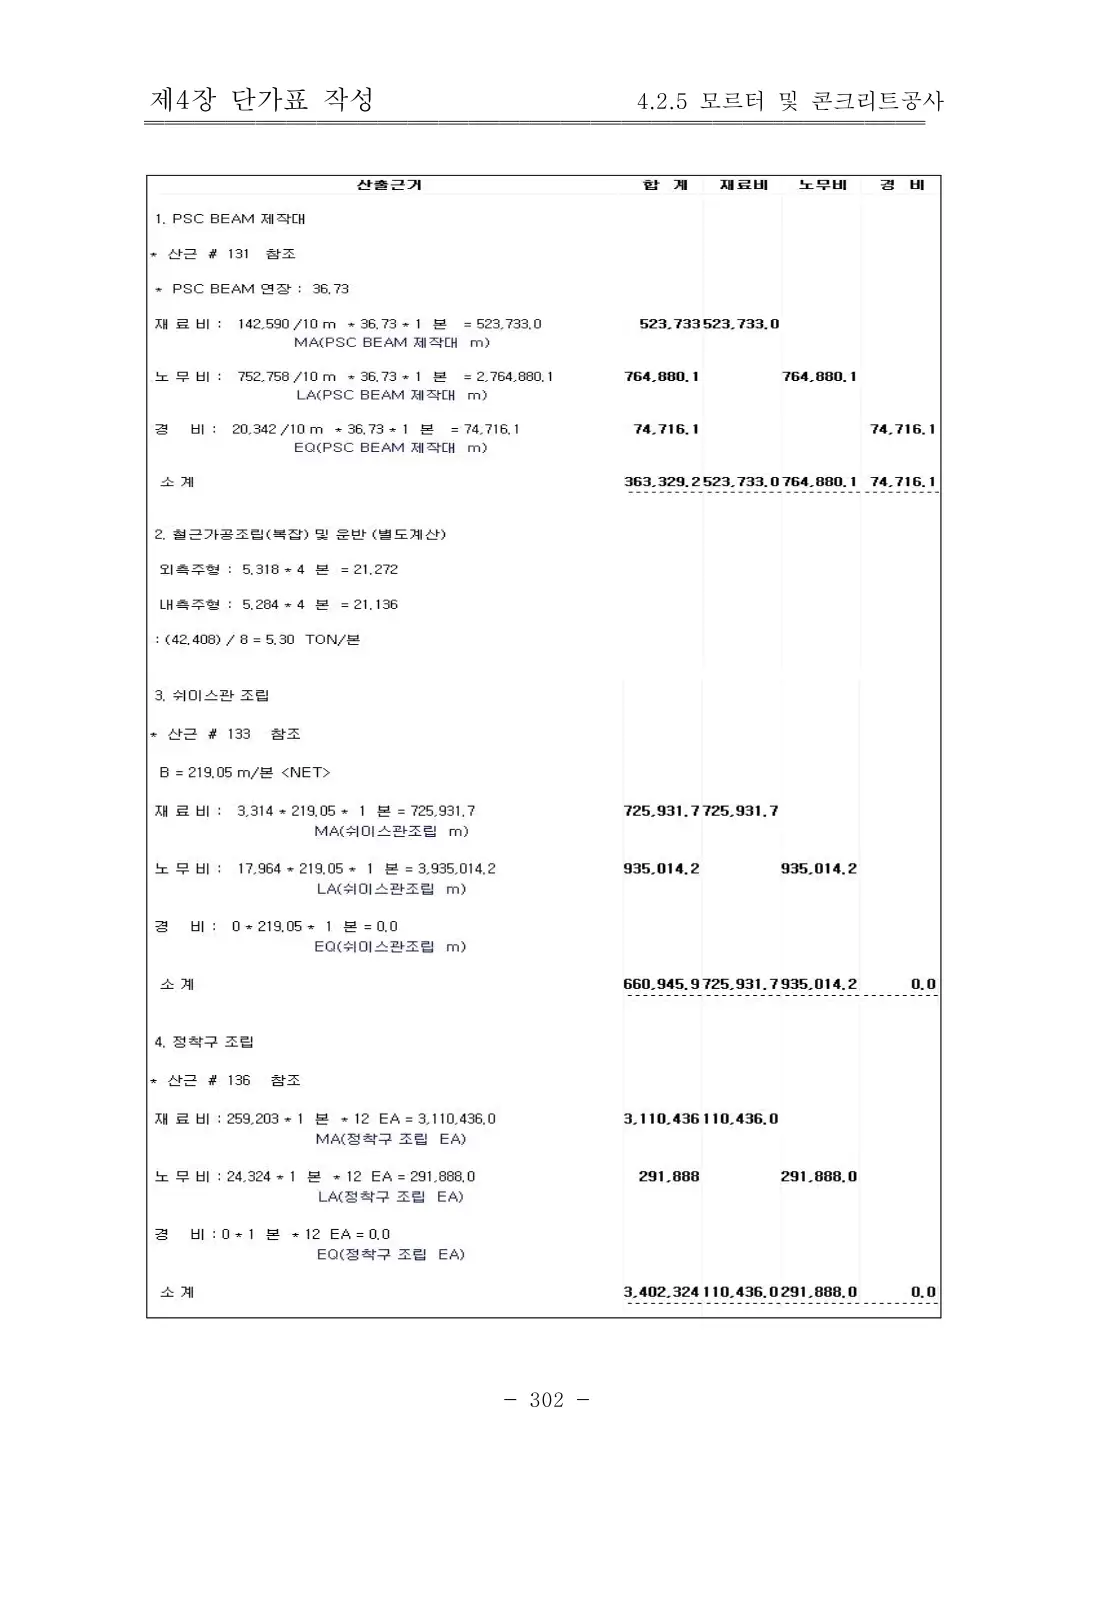 제4장 단가표 작성 4.2.5 모르터 및 콘크리트공사
산출근거 합 계 재료비 노무비 경 비
1. PSC BEAM 제작대
* 산근 # 131 참조
* PSC BEAM 연장 : 36.73
재 료 비 : 142,590 /10 m * 36.73 * 1 본 = 523,733.0 523,733 523,733.0
MA(PSC BEAM 제작대 m)
노 무 비 : 752,758 /10 m * 36.73 * 1 본 = 2,764,880.1 764,880.1 764,880.1
LA(PSC BEAM 제작대 m)
경 비 : 20,342 /10 m * 36.73 * 1 본 = 74,716.1 74,716.1 74,716.1
EQ(PSC BEAM 제작대 m)
소 계 363,329.2 523,733.0 764,880.1 74,716.1
2. 철근가공조립(복잡) 및 운반 (별도계산)
외측주형 : 5.318 * 4 본 = 21.272
내측주형 : 5.284 * 4 본 = 21.136
: (42.408) / 8 = 5.30 TON/본
3. 쉬이스관 조립
* 산근 # 133 참조
B = 219.05 m/본 <NET>
재 료 비 : 3,314 * 219.05 * 1 본 = 725,931.7 725,931.7 725,931.7
MA(쉬이스관조립 m)
노 무 비 : 17,964 * 219.05 * 1 본 = 3,935,014.2 935,014.2 935,014.2
LA(쉬이스관조립 m)
경 비 : 0 * 219.05 * 1 본 = 0.0
EQ(쉬이스관조립 m)
소 계 660,945.9 725,931.7 935,014.2 0.0
4. 정착구 조립
* 산근 # 136 참조
재 료 비 : 259,203 * 1 본 * 12 EA = 3,110,436.0 3,110,436 110,436.0
MA(정착구 조립 EA)
노 무 비 : 24,324 * 1 본 * 12 EA = 291,888.0 291,888 291,888.0
LA(정착구 조립 EA)
경 비 : 0 * 1 본 * 12 EA = 0.0
EQ(정착구 조립 EA)
소 계 3,402,324 110,436.0 291,888.0 0.0
- 302 -